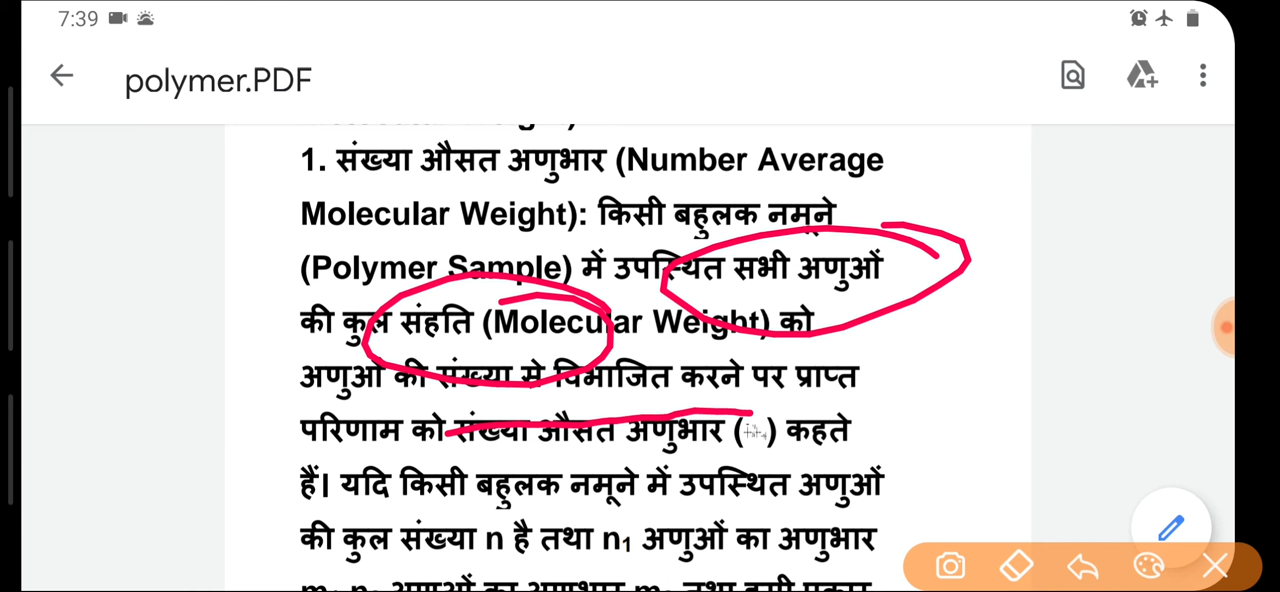 7:39
polymer.PDF
1. संख्या औसत अणुभार (Number Average
Molecular Weight): किसी बहुलक नमूने
(Polymer Sample) में उपस्थित सभी अणुओं
की कुल संहति (Molecular Weight) को
अणुओं की संख्या से विभाजित करने पर प्राप्त
परिणाम को संख्या औसत अणुभार () कहते
हैं। यदि किसी बहुलक नमूने में उपस्थित अणुओं
की कुल संख्या n है तथा n₁ अणुओं का अणुभार